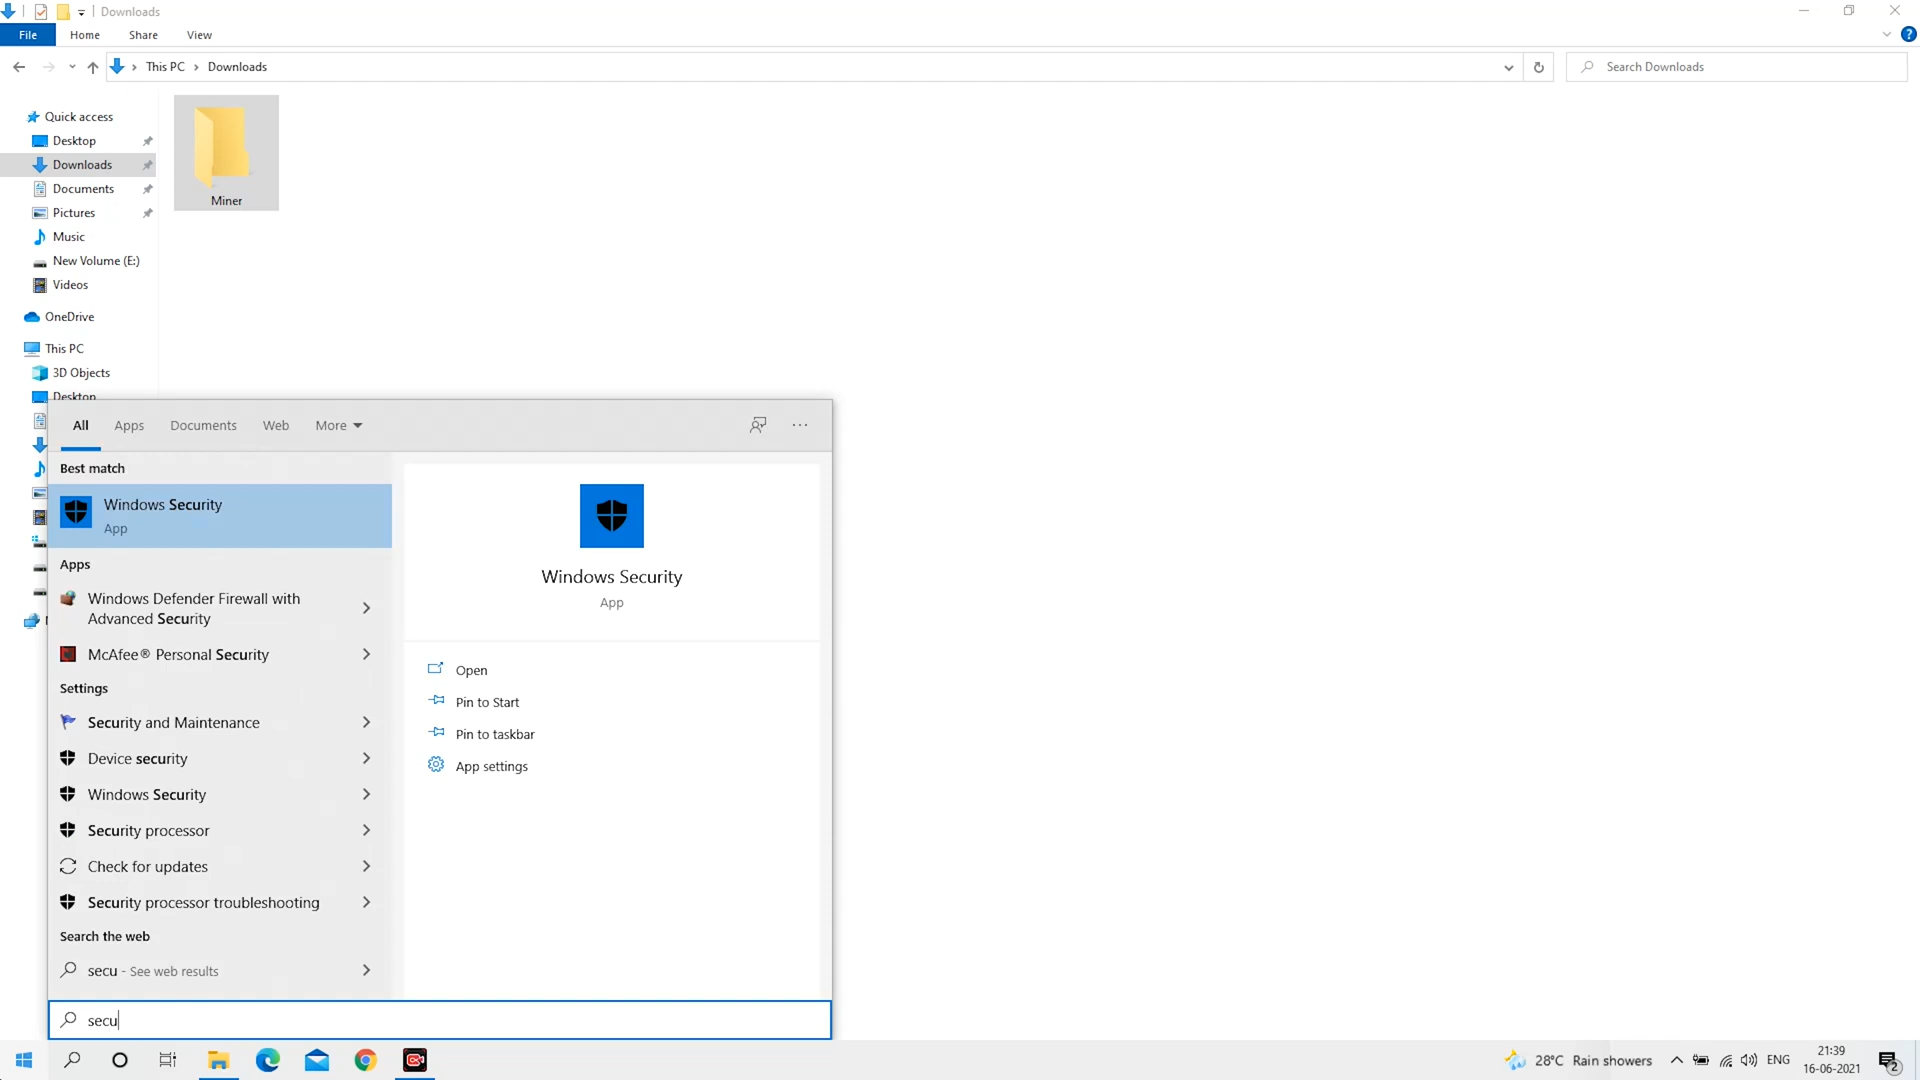 Downloads
File Home Share View
This PC Downloads
Search Downloads
Quick access
Desktop
Downloads
Documents
Pictures
Music
New Volume (E:)
Videos
OneDrive
This PC
3D Objects
Desktop
Miner
All Apps Documents Web More
Best match
Windows Security
App
Apps
Windows Defender Firewall with
Advanced Security
McAfee® Personal Security
Settings
Security and Maintenance
Device security
Windows Security
Security processor
Check for updates
Security processor troubleshooting
Search the web
secu - See web results
Windows Security
App
Open
Pin to Start
Pin to taskbar
App settings
secu
28°C Rain showers
ENG
21:39
16-06-2021
2